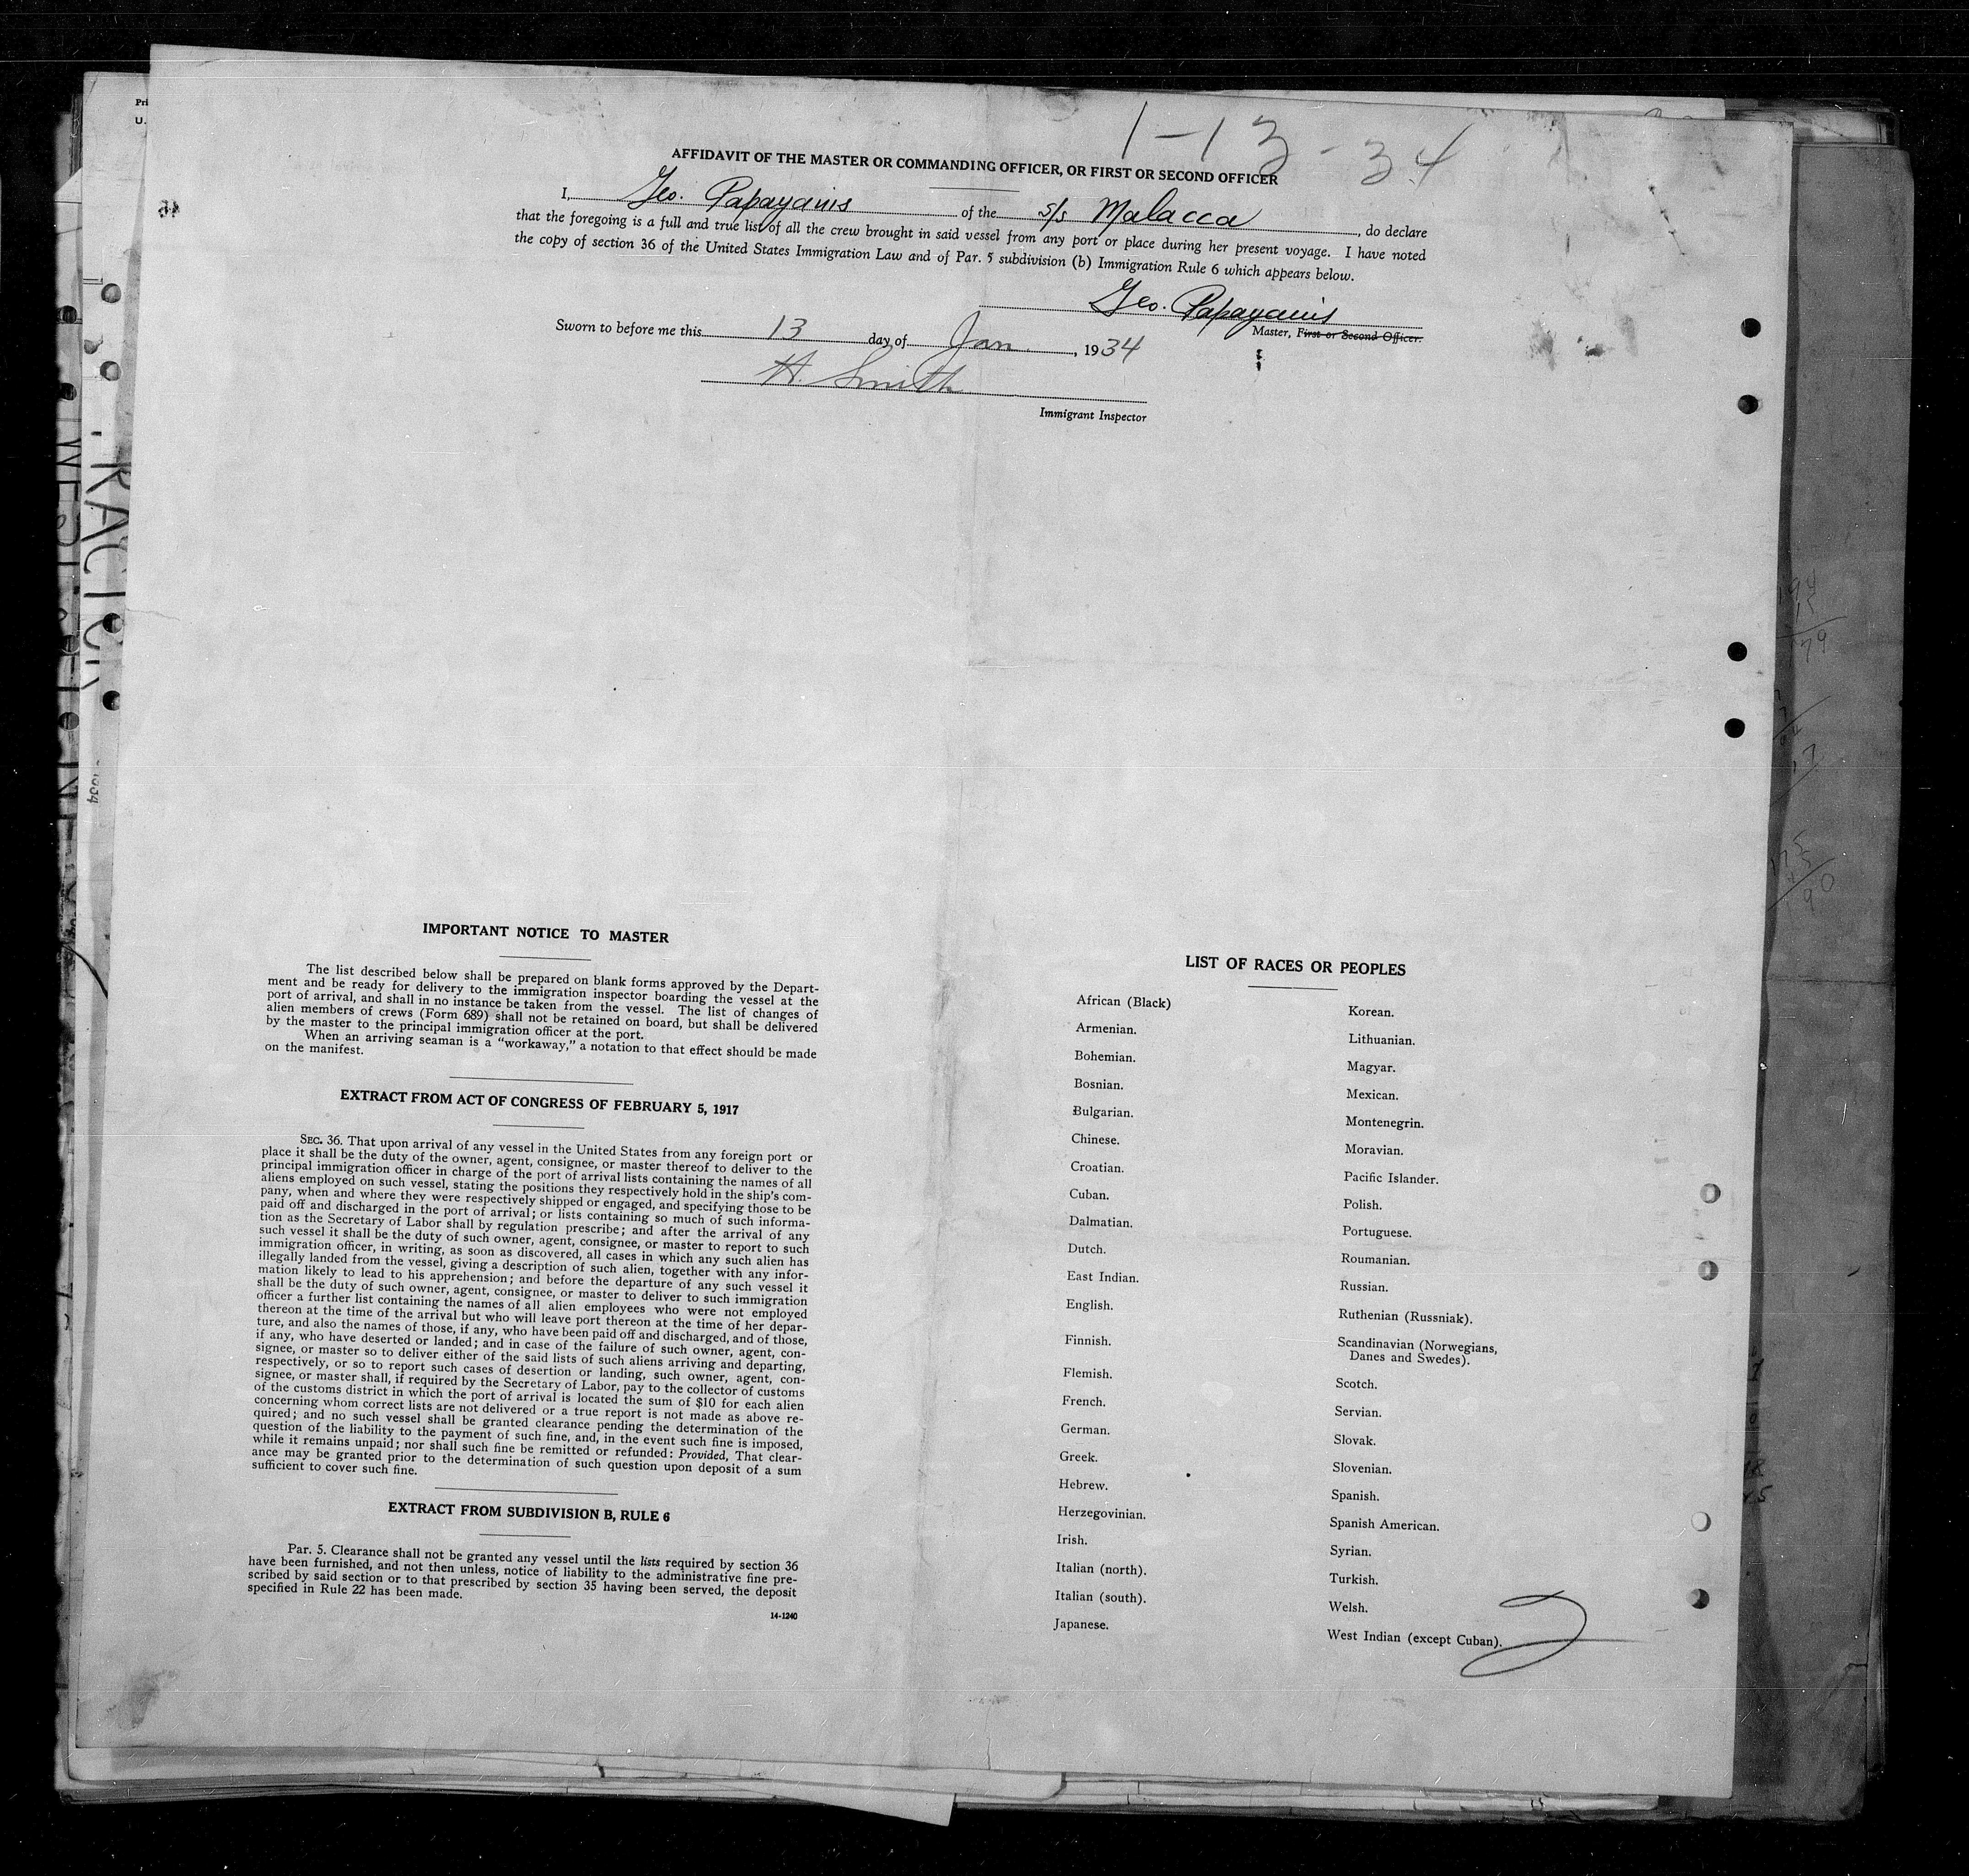 1-13-34
AFFIDAVIT OF THE MASTER OR COMMANDING OFFICER, OR FIRST OR SECOND OFFICER
I, Geo. Papayanis of the s/s Malacca, do declare
that the foregoing is a full and true list of all the crew brought in said vessel from any port or place during her present voyage. I have noted
the copy of section 36 of the United States Immigration Law and of Par. 5 subdivision (b) Immigration Rule 6 which appears below.
Geo. Papayanis
Master, First or Second Officer.
Sworn to before me this 13 day of Jan., 1934
H. Smith
Immigrant Inspector
IMPORTANT NOTICE TO MASTER
The list described below shall be prepared on blank forms approved by the Depart-
ment and be ready for delivery to the immigration inspector boarding the vessel at the
port of arrival, and shall in no instance be taken from the vessel. The list of changes of
alien members of crews (Form 689) shall not be retained on board, but shall be delivered
by the master to the principal immigration officer at the port.
When an arriving seaman is a "workaway," a notation to that effect should be made
on the manifest.
EXTRACT FROM ACT OF CONGRESS OF FEBRUARY 5, 1917
SEC. 36. That upon arrival of any vessel in the United States from any foreign port or
place it shall be the duty of the owner, agent, consignee, or master thereof to deliver to the
principal immigration officer in charge of the port of arrival lists containing the names of all
aliens employed on such vessel, stating the positions they respectively hold in the ship's com-
pany, when and where they were respectively shipped or engaged, and specifying those to be
paid off and discharged in the port of arrival; or lists containing so much of such informa-
tion as the Secretary of Labor shall by regulation prescribe; and after the arrival of any
such vessel it shall be the duty of such owner, agent, consignee, or master to report to such
immigration officer, in writing, as soon as discovered, all cases in which any such alien has
illegally landed from the vessel, giving a description of such alien, together with any infor-
mation likely to lead to his apprehension; and before the departure of any such vessel it
shall be the duty of such owner, agent, consignee, or master to deliver to such immigration
officer a further list containing the names of all alien employees who were not employed
thereon at the time of the arrival but who will leave port thereon at the time of her depar-
ture, and also the names of those, if any, who have been paid off and discharged, and of those,
if any, who have deserted or landed; and in case of the failure of such owner, agent, con-
signee, or master so to deliver either of the said lists of such aliens arriving and departing,
respectively, or so to report such cases of desertion or landing, such owner, agent, con-
signee, or master shall, if required by the Secretary of Labor, pay to the collector of customs
of the customs district in which the port of arrival is located the sum of $10 for each alien
concerning whom correct lists are not delivered or a true report is not made as above re-
quired; and no such vessel shall be granted clearance pending the determination of the
question of the liability to the payment of such fine, and, in the event such fine is imposed,
while it remains unpaid; nor shall such fine be remitted or refunded: Provided, That clear-
ance may be granted prior to the determination of such question upon deposit of a sum
sufficient to cover such fine.
EXTRACT FROM SUBDIVISION B, RULE 6
Par. 5. Clearance shall not be granted any vessel until the lists required by section 36
have been furnished, and not then unless, notice of liability to the administrative fine pre-
scribed by said section or to that prescribed by section 35 having been served, the deposit
specified in Rule 22 has been made.
14-1240
LIST OF RACES OR PEOPLES
African (Black)
Armenian.
Bohemian.
Bosnian.
Bulgarian.
Chinese.
Croatian.
Cuban.
Dalmatian.
Dutch.
East Indian.
English.
Finnish.
Flemish.
French.
German.
Greek.
Hebrew.
Herzegovinian.
Irish.
Italian (north).
Italian (south).
Japanese.
Korean.
Lithuanian.
Magyar.
Mexican.
Montenegrin.
Moravian.
Pacific Islander.
Polish.
Portuguese.
Roumanian.
Russian.
Ruthenian (Russniak).
Scandinavian (Norwegians,
Danes and Swedes).
Scotch.
Servian.
Slovak.
Slovenian.
Spanish.
Spanish American.
Syrian.
Turkish.
Welsh.
West Indian (except Cuban).